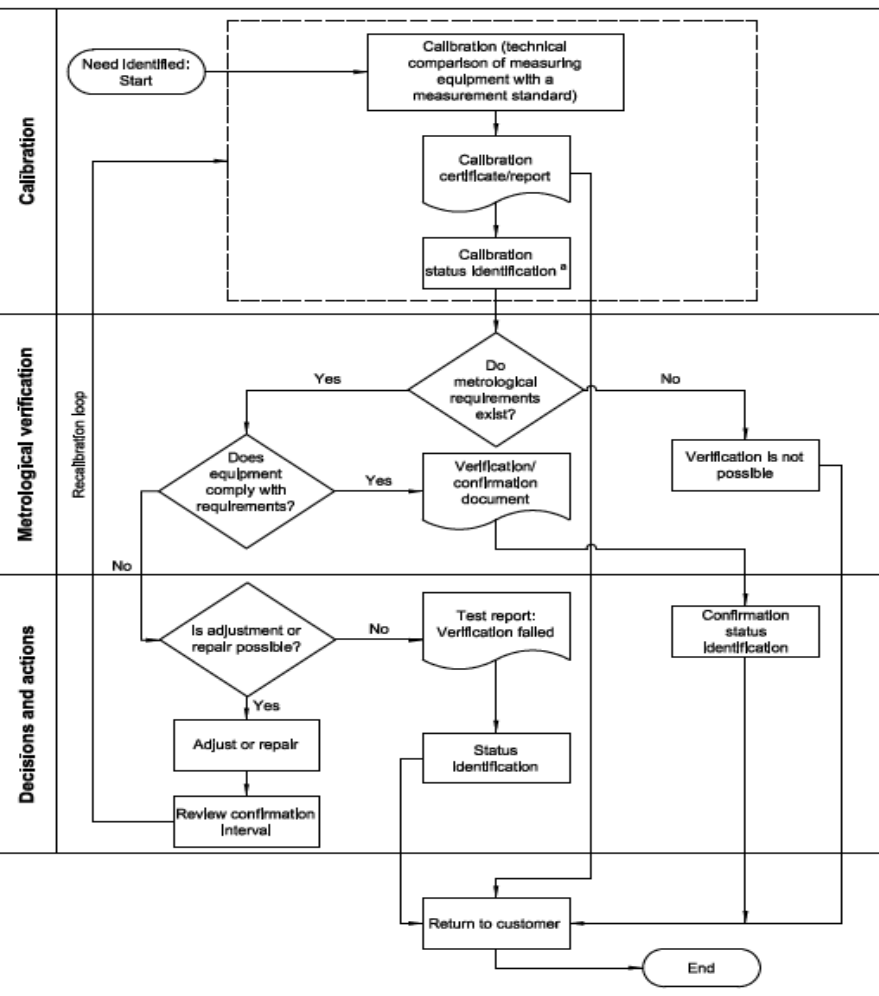 Need Identified:
Start
Calibration (technical
comparison of measuring
equipment with a
measurement standard)
Calibration
Calibration
certificate/report
Calibration
status identification ᵃ
Metrological verification
Recalibration loop
Do
metrological
requirements
exist?
Yes
No
Does
equipment
comply with
requirements?
Yes
Verification/
confirmation
document
Verification is not
possible
No
Decisions and actions
Is adjustment or
repair possible?
No
Test report:
Verification failed
Confirmation
status
identification
Yes
Adjust or repair
Status
identification
Review confirmation
interval
Return to customer
End